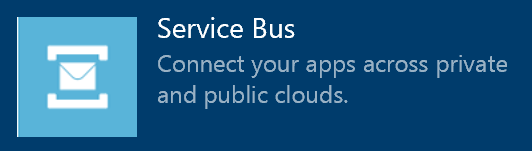 Service Bus
Connect your apps across private
and public clouds.